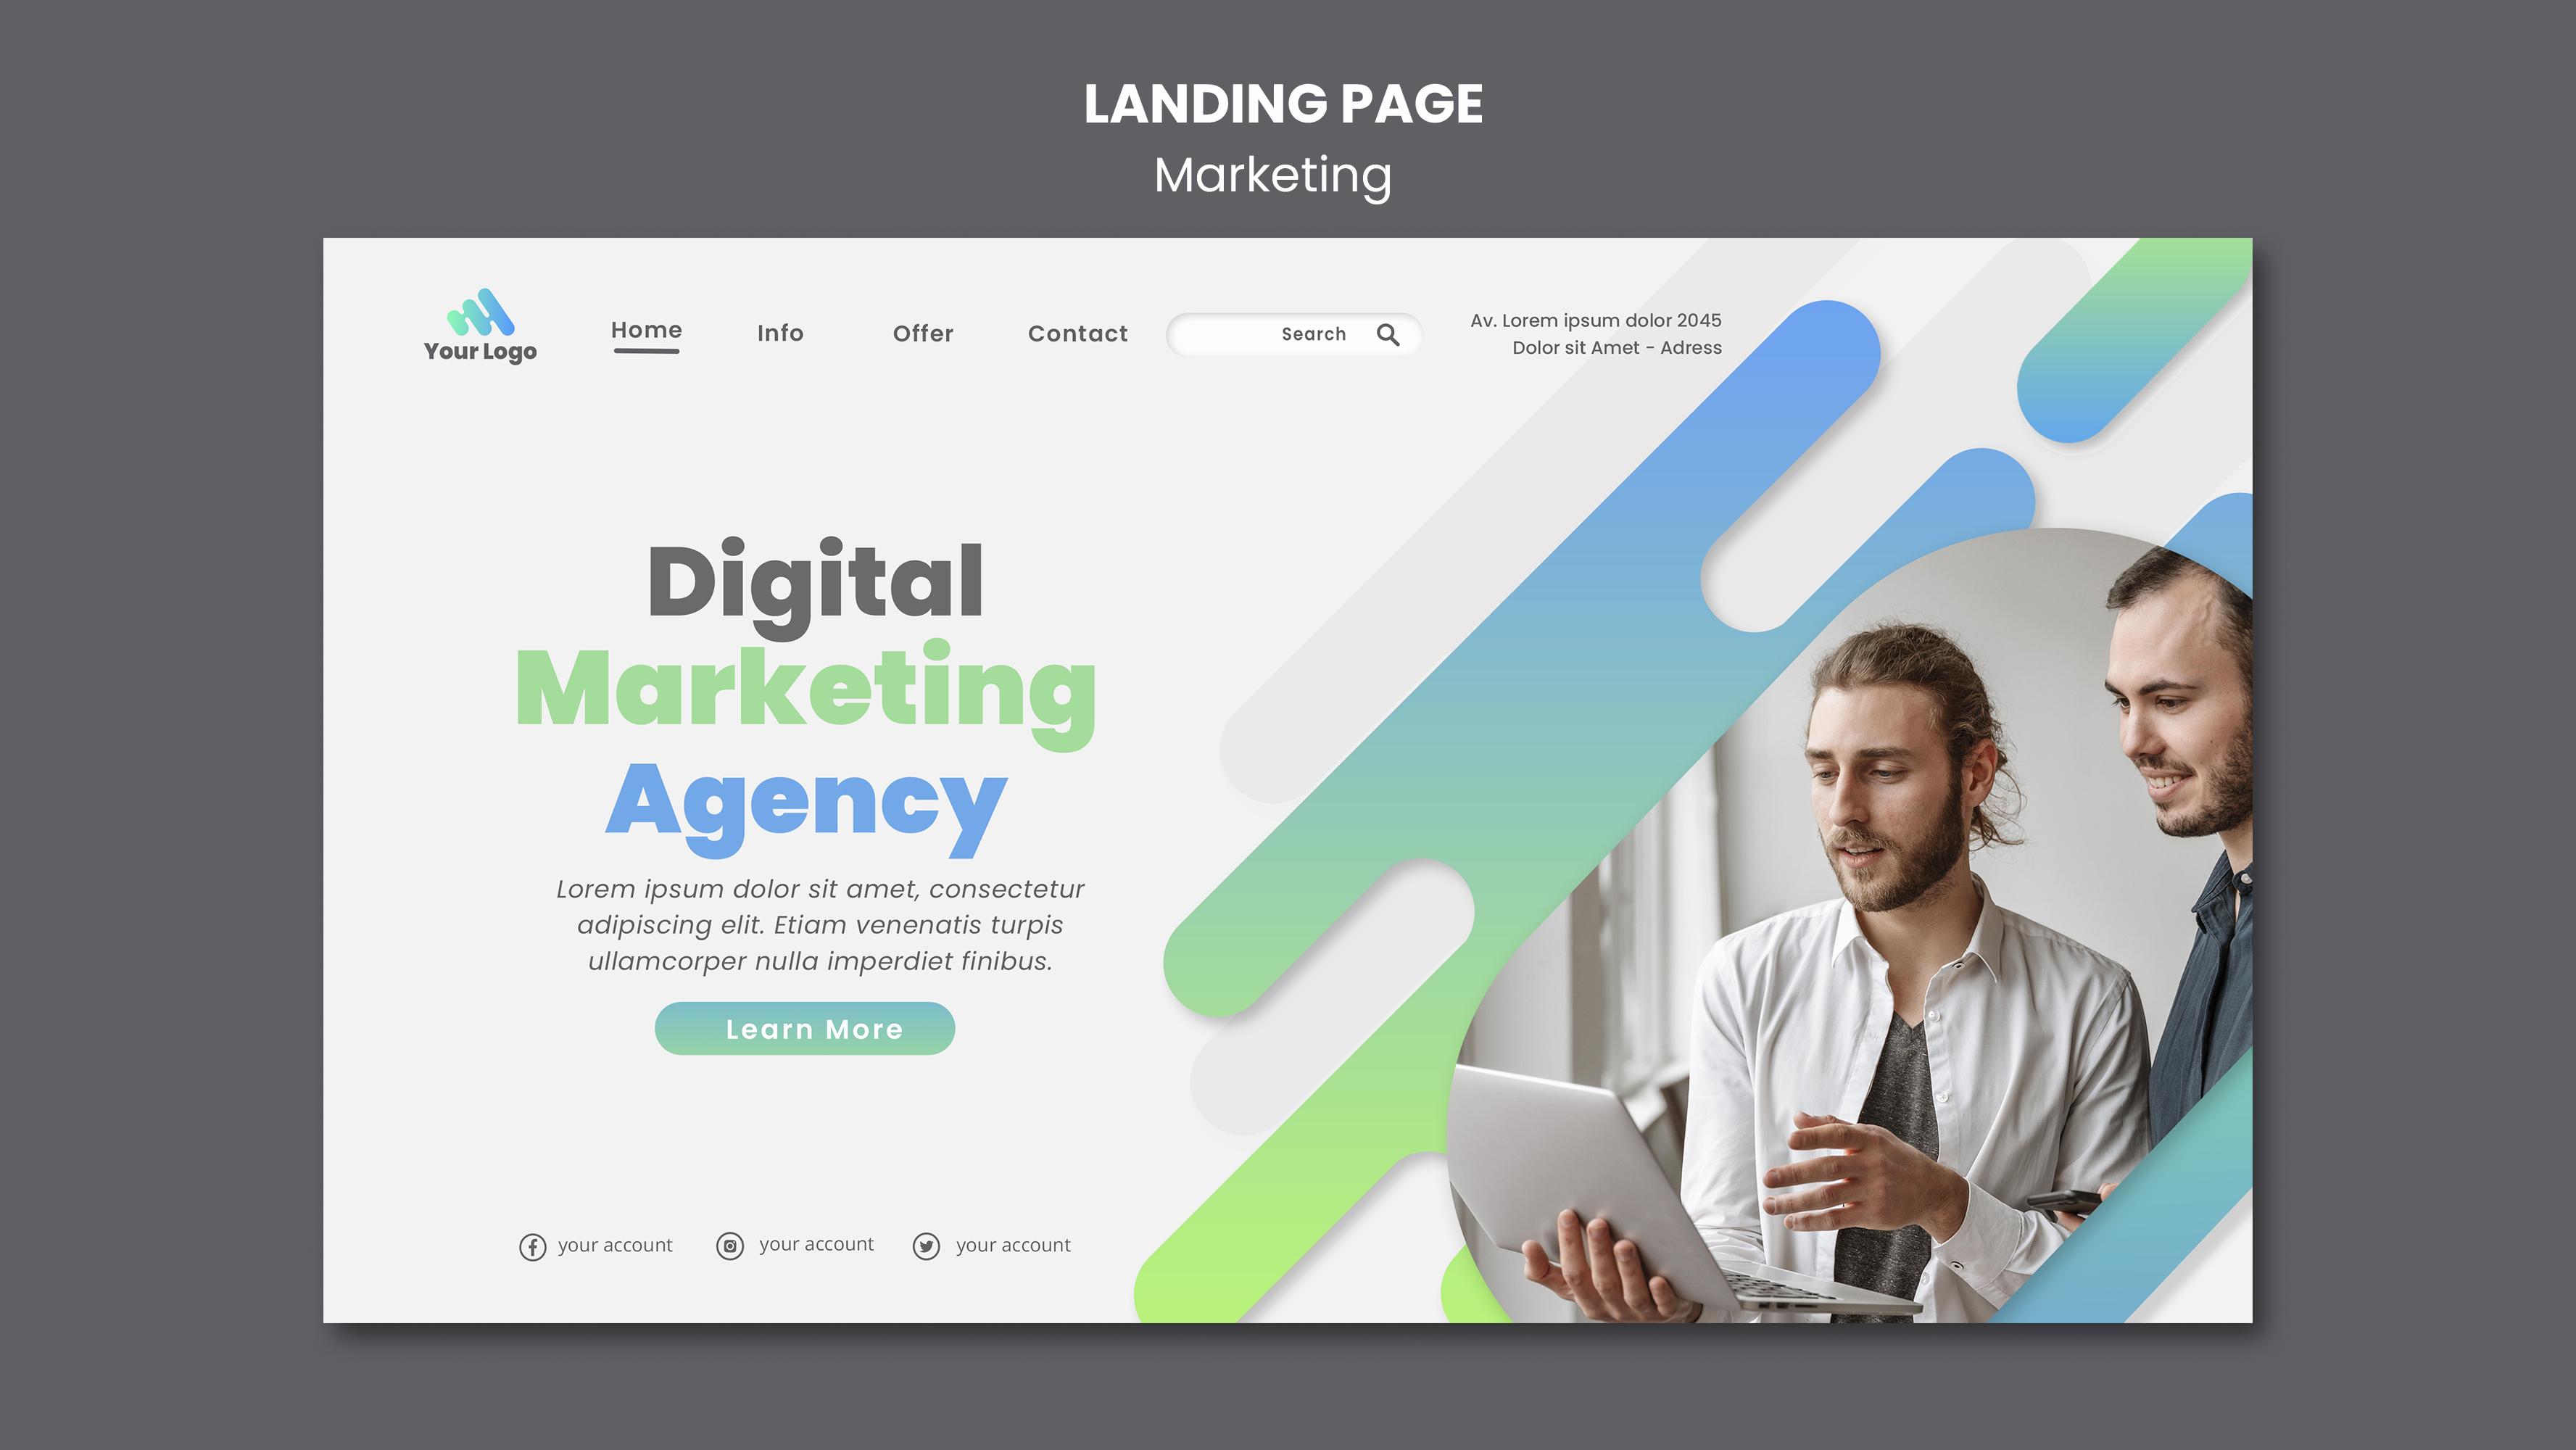 LANDING PAGE
Marketing
Your Logo
Home
Info
Offer
Contact
Search
Av. Lorem ipsum dolor 2045
Dolor sit Amet - Adress
Digital
Marketing
Agency
Lorem ipsum dolor sit amet, consectetur
adipiscing elit. Etiam venenatis turpis
ullamcorper nulla imperdiet finibus.
Learn More
your account
your account
your account